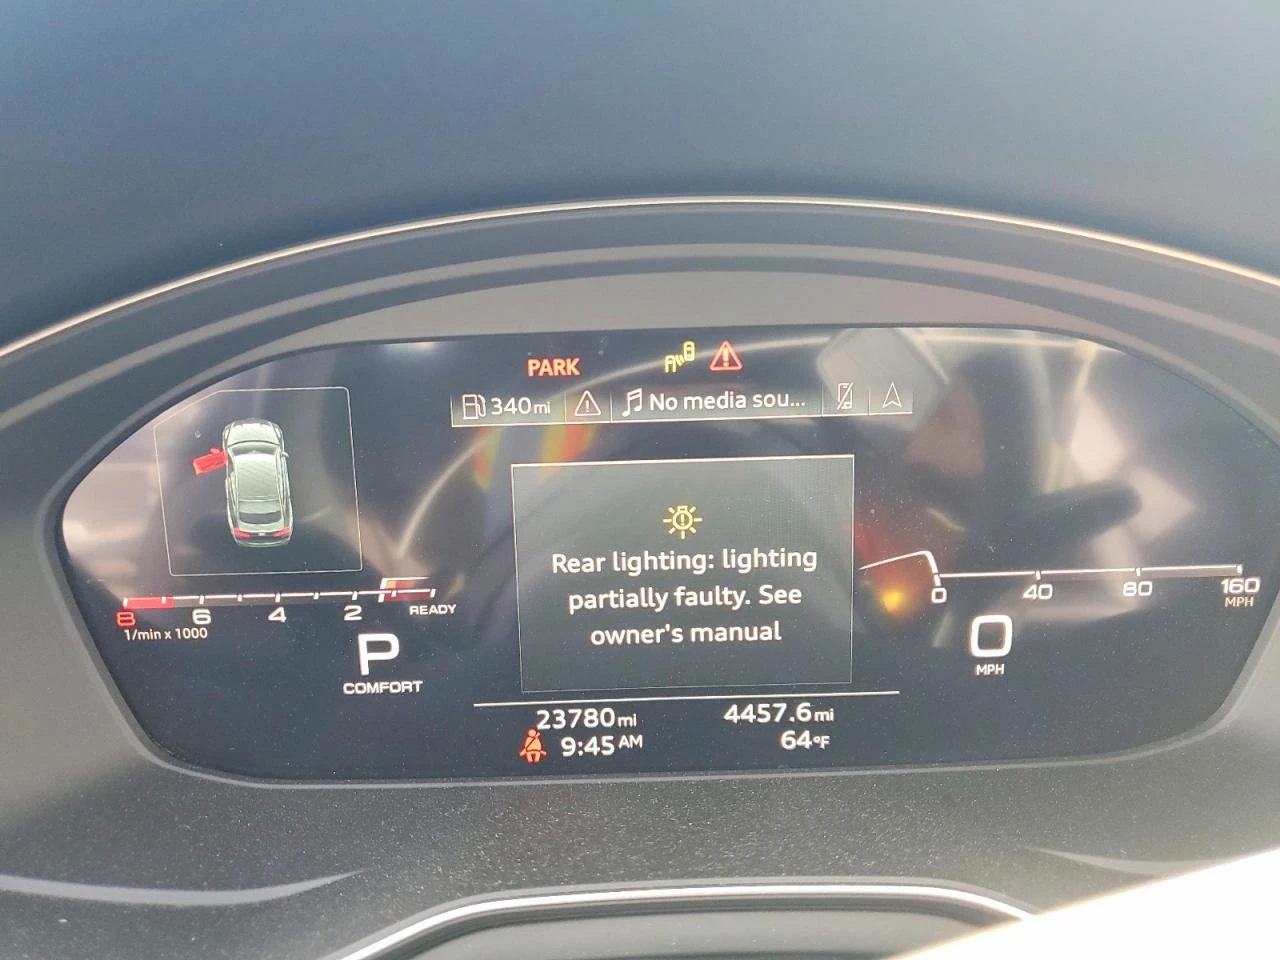 PARK
340mi
No media sou...
Rear lighting: lighting
partially faulty. See
owner's manual
8 6 4 2 READY
1/min x 1000
P
COMFORT
0 40 80 160
MPH
0
MPH
23780mi 4457.6mi
9:45AM 64°F